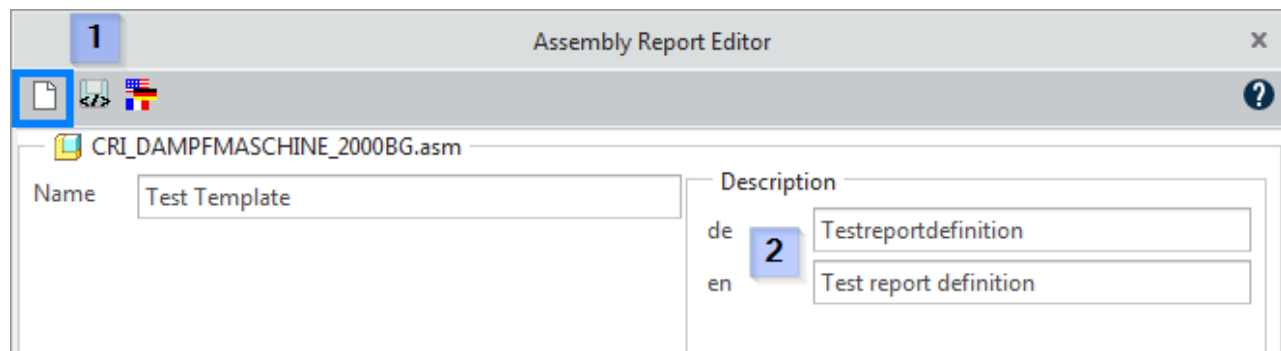 1
Assembly Report Editor
CRI_DAMPFMASCHINE_2000BG.asm
Name
Test Template
Description
de
Testreportdefinition
2
en
Test report definition